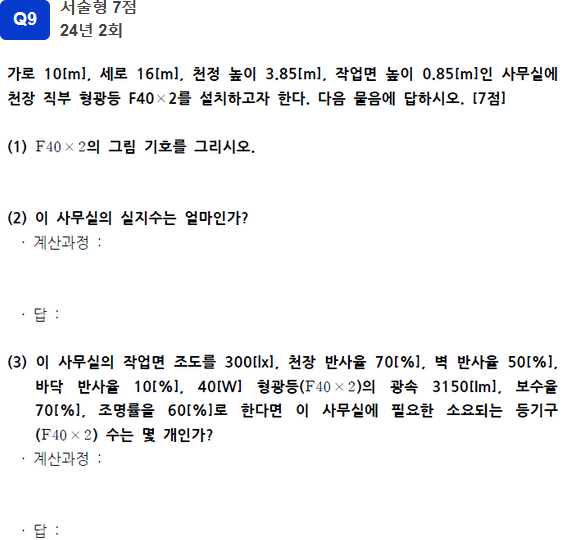 Q9
서술형 7점
24년 2회
가로 10[m], 세로 16[m], 천정 높이 3.85[m], 작업면 높이 0.85[m]인 사무실에
천장 직부 형광등 F40×2를 설치하고자 한다. 다음 물음에 답하시오. [7점]
(1) F40×2의 그림 기호를 그리시오.
(2) 이 사무실의 실지수는 얼마인가?
· 계산과정 :
· 답 :
(3) 이 사무실의 작업면 조도를 300[lx], 천장 반사율 70[%], 벽 반사율 50[%],
바닥 반사율 10[%], 40[W] 형광등(F40×2)의 광속 3150[lm], 보수율
70[%], 조명률을 60[%]로 한다면 이 사무실에 필요한 소요되는 등기구
(F40×2) 수는 몇 개인가?
· 계산과정 :
· 답 :